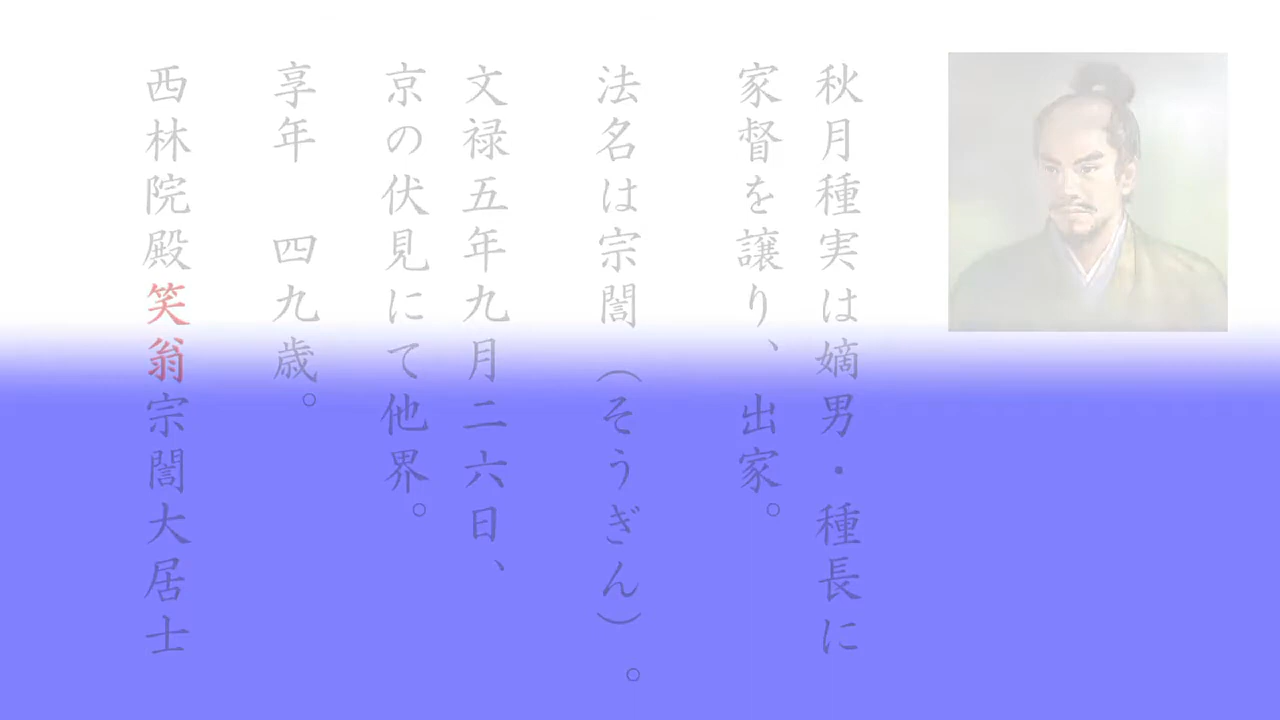 秋月種実は嫡男・種長に
家督を譲り、出家。
法名は宗誾（そうぎん）。
文禄五年九月二六日、
京の伏見にて他界。
享年　四九歳。
西林院殿笑翁宗誾大居士